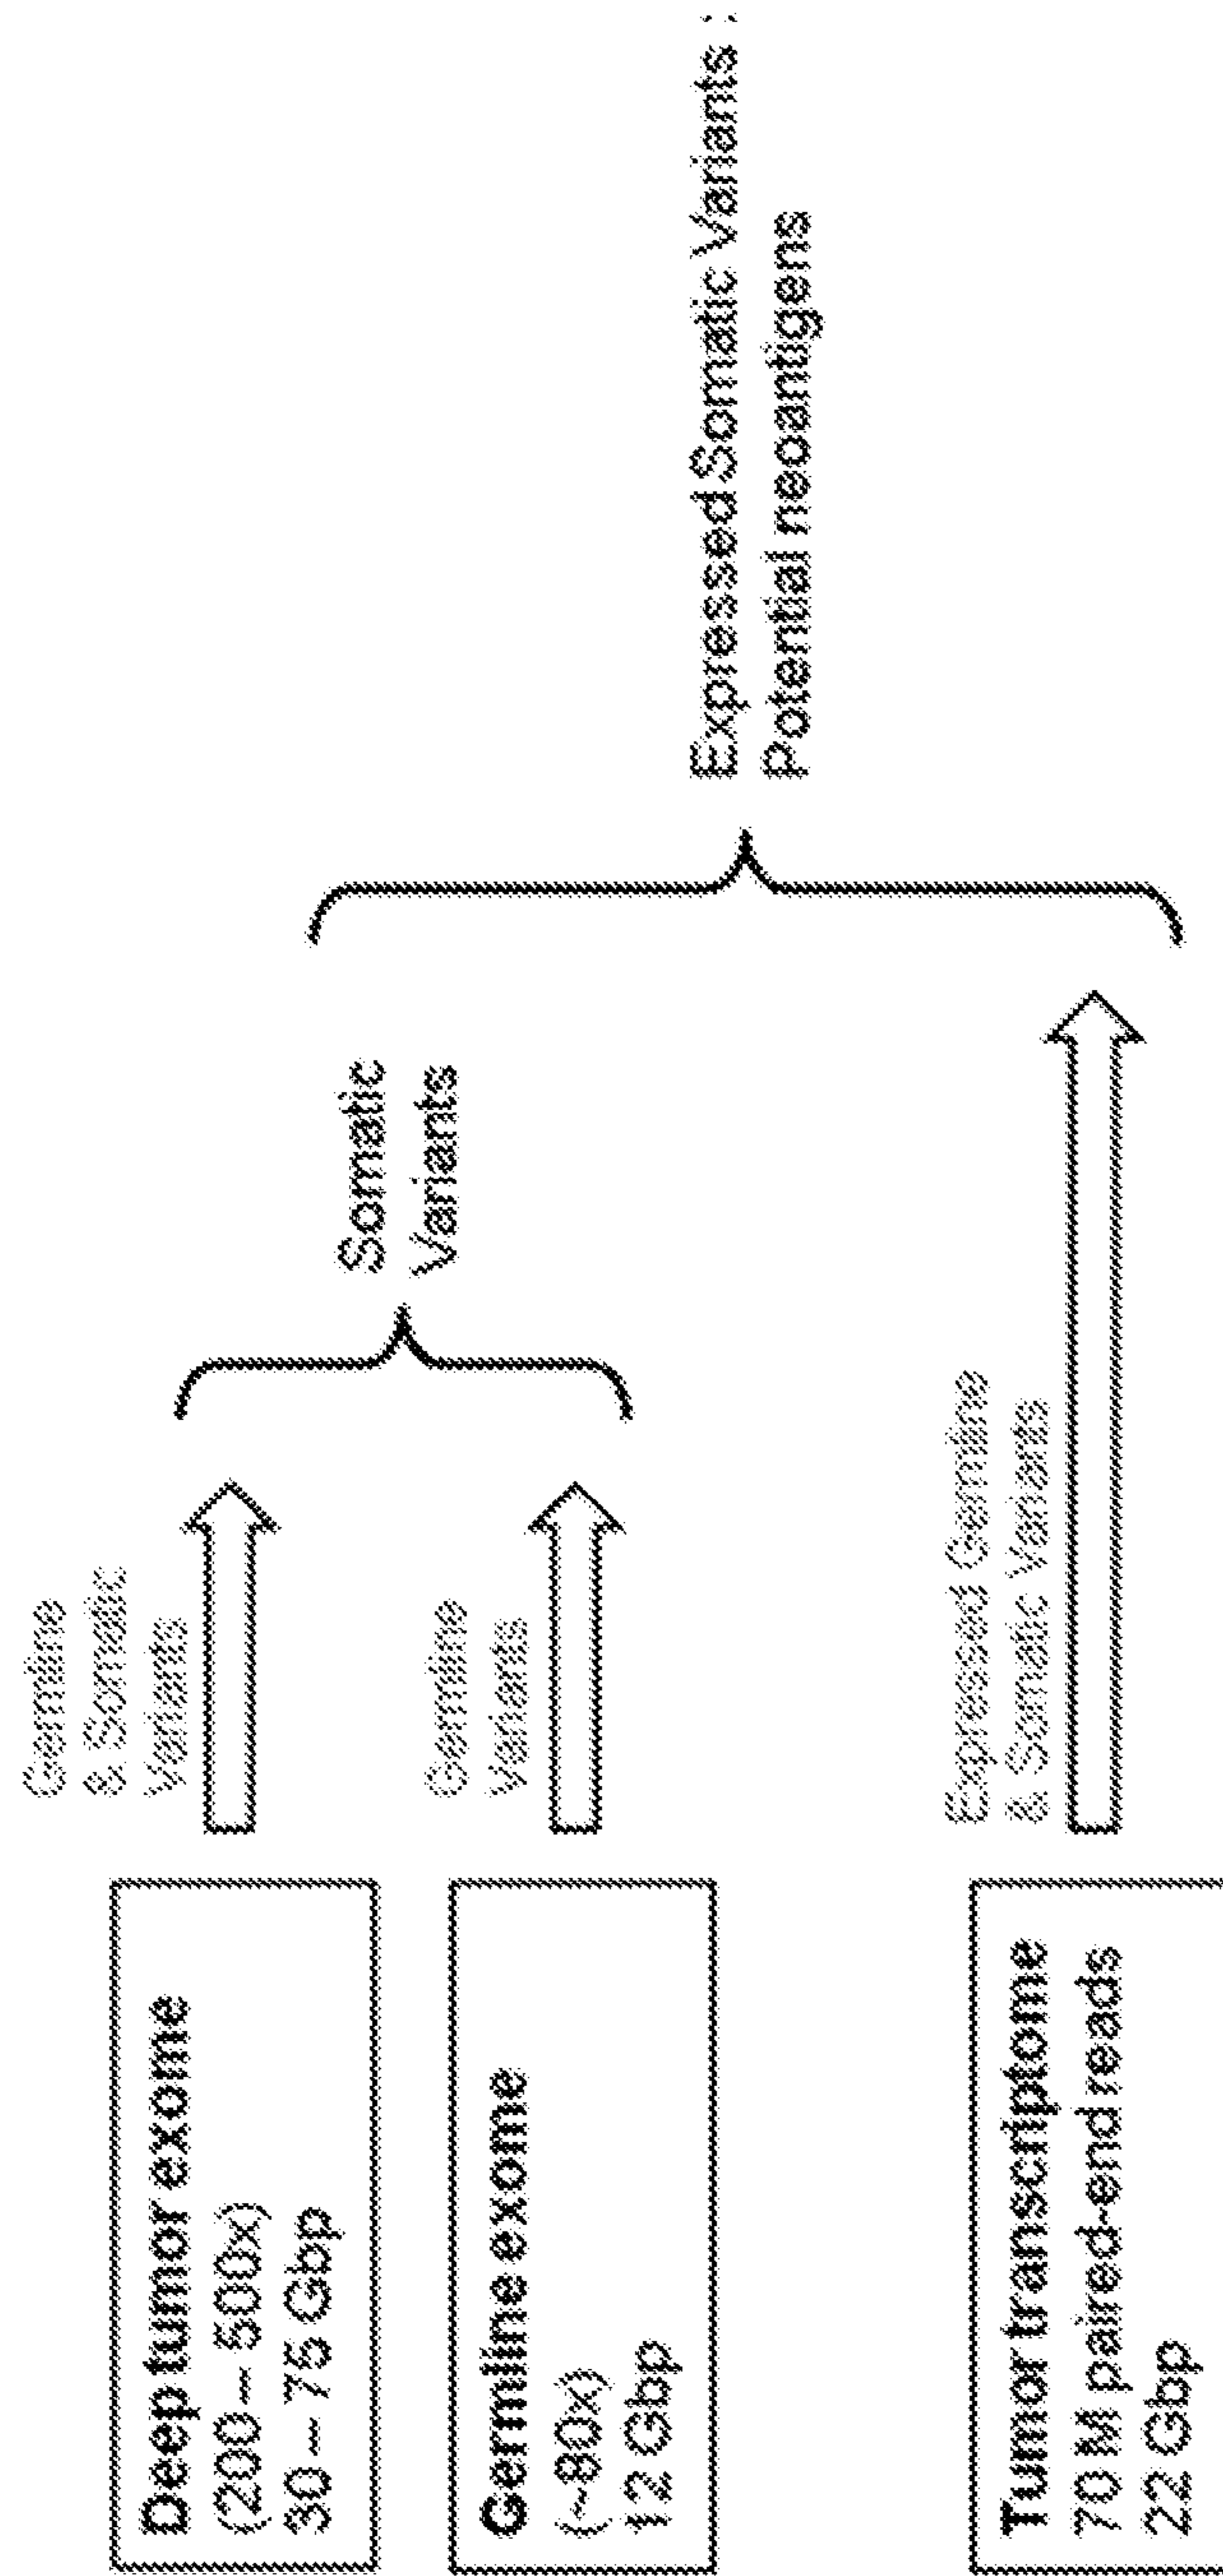 Deep tumor exome
(200 – 500x)
30 – 75 Gbp
Germline
& Somatic
Variants
Germline exome
(~80x)
12 Gbp
Germline
Variants
Somatic
Variants
Tumor transcriptome
70 M paired-end reads
22 Gbp
Expressed Germline
& Somatic Variants
Expressed Somatic Variants :
Potential neoantigens